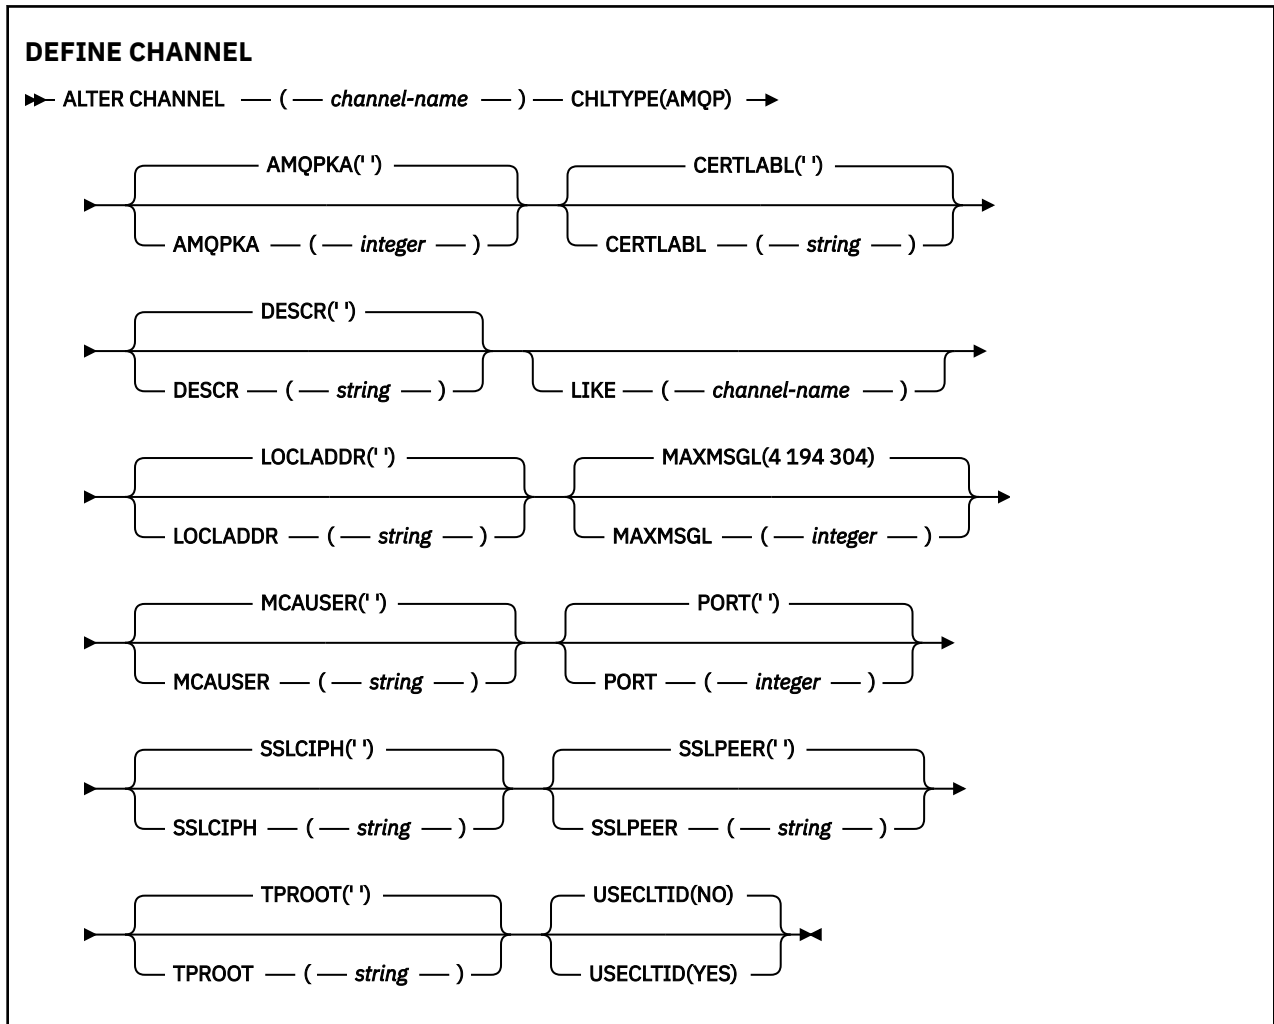 DEFINE CHANNEL
ALTER CHANNEL ( channel-name ) CHLTYPE(AMQP)
AMQPKA(' ') CERTLABL(' ')
AMQPKA ( integer ) CERTLABL ( string )
DESCR(' ')
DESCR ( string ) LIKE ( channel-name )
LOCLADDR(' ') MAXMSGL(4 194 304)
LOCLADDR ( string ) MAXMSGL ( integer )
MCAUSER(' ') PORT(' ')
MCAUSER ( string ) PORT ( integer )
SSLCIPH(' ') SSLPEER(' ')
SSLCIPH ( string ) SSLPEER ( string )
TPROOT(' ') USECLTID(NO)
TPROOT ( string ) USECLTID(YES)